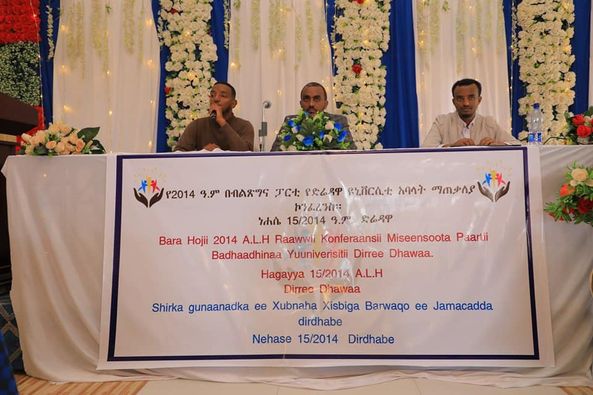 የ2014 ዓ.ም በብልጽግና ፓርቲ የድሬዳዋ ዩኒቨርሲቲ አባላት ማጠቃለያ
ኮንፈረንስ፡፡
ነሐሴ 15/2014 ዓ.ም ድሬዳዋ
Bara Hojii 2014 A.L.H Raawwii Konferaansii Miseensoota Paartii
Badhaadhinaa Yuuniverisitii Dirree Dhawaa.
Hagayya 15/2014 A.L.H
Dirree Dhawaa
Shirka gunaanadka ee Xubnaha Xisbiga Barwaqo ee Jamacadda
dirdhabe
Nehase 15/2014 Dirdhabe